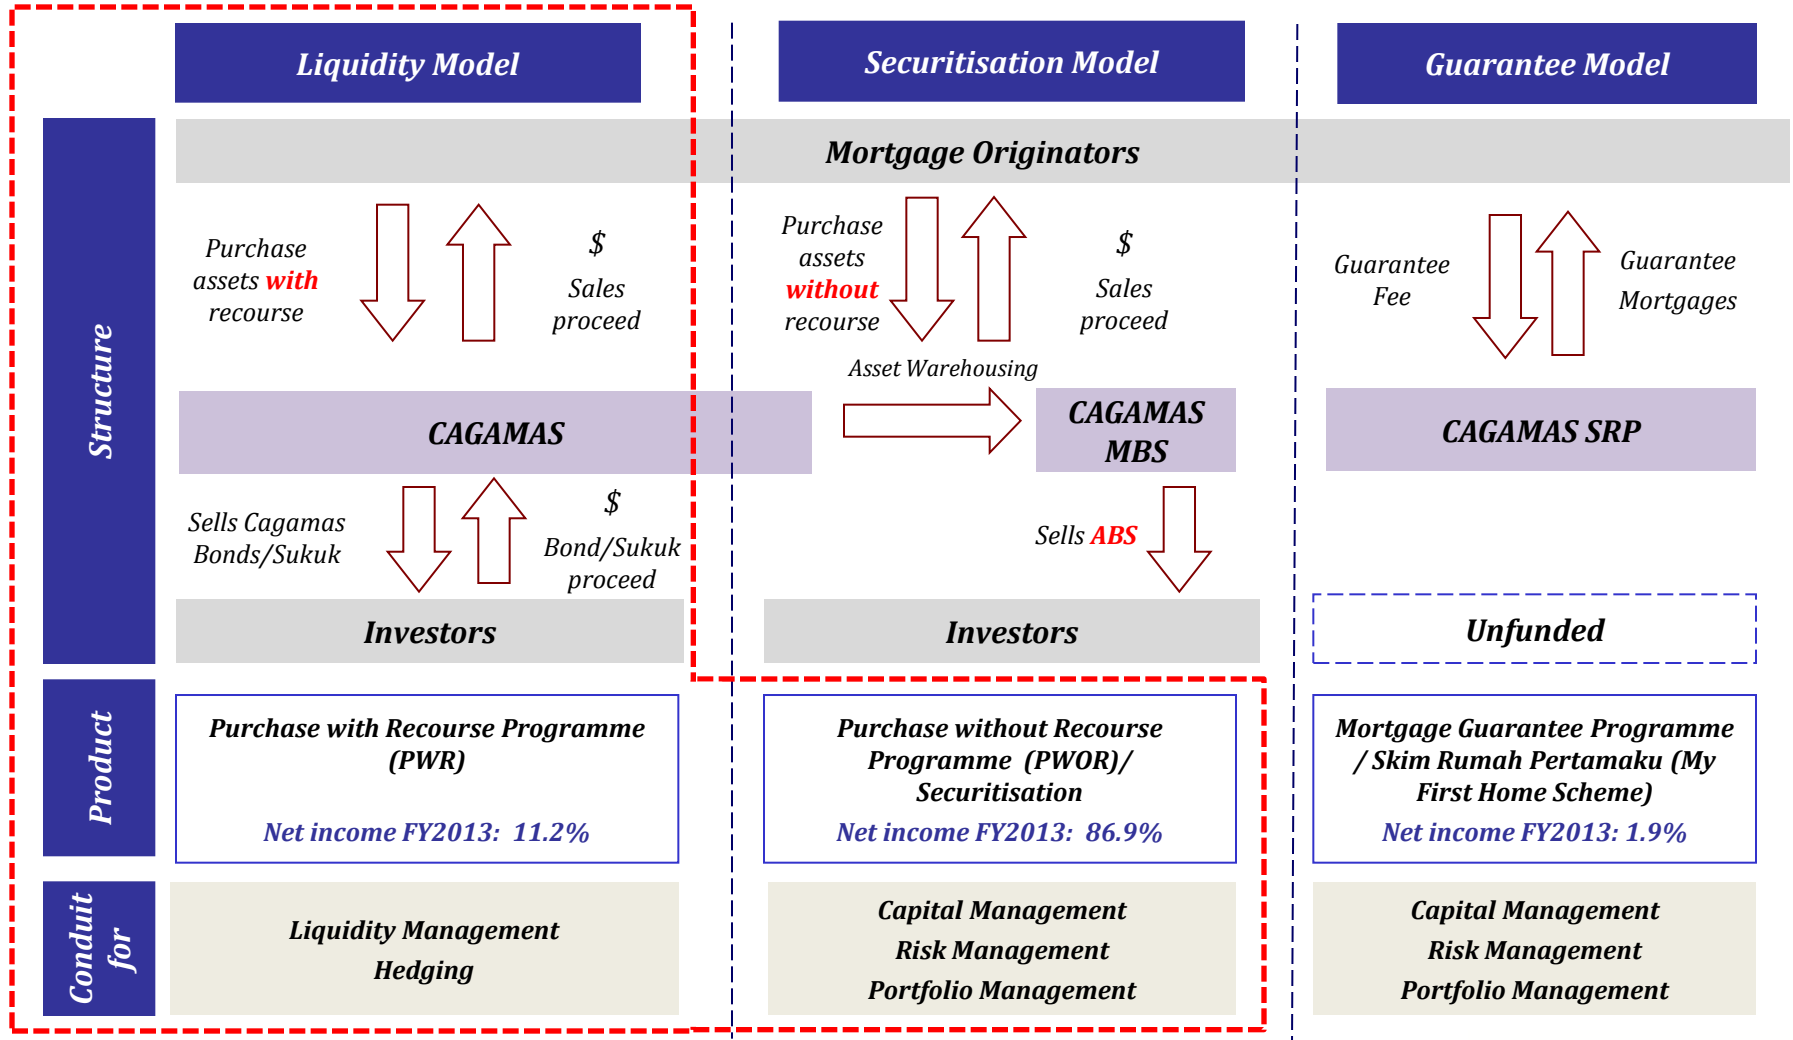 Liquidity Model
Securitisation Model
Guarantee Model
Structure
Mortgage Originators
Purchase
assets with
recourse
$
Sales
proceed
Purchase
assets
without
recourse
$
Sales
proceed
Guarantee
Fee
Guarantee
Mortgages
Asset Warehousing
CAGAMAS
CAGAMAS
MBS
CAGAMAS SRP
Sells Cagamas
Bonds/Sukuk
$
Bond/Sukuk
proceed
Sells ABS
Investors
Investors
Unfunded
Product
Purchase with Recourse Programme
(PWR)
Net income FY2013: 11.2%
Purchase without Recourse
Programme (PWOR)/
Securitisation
Net income FY2013: 86.9%
Mortgage Guarantee Programme
/ Skim Rumah Pertamaku (My
First Home Scheme)
Net income FY2013: 1.9%
Conduit
for
Liquidity Management
Hedging
Capital Management
Risk Management
Portfolio Management
Capital Management
Risk Management
Portfolio Management